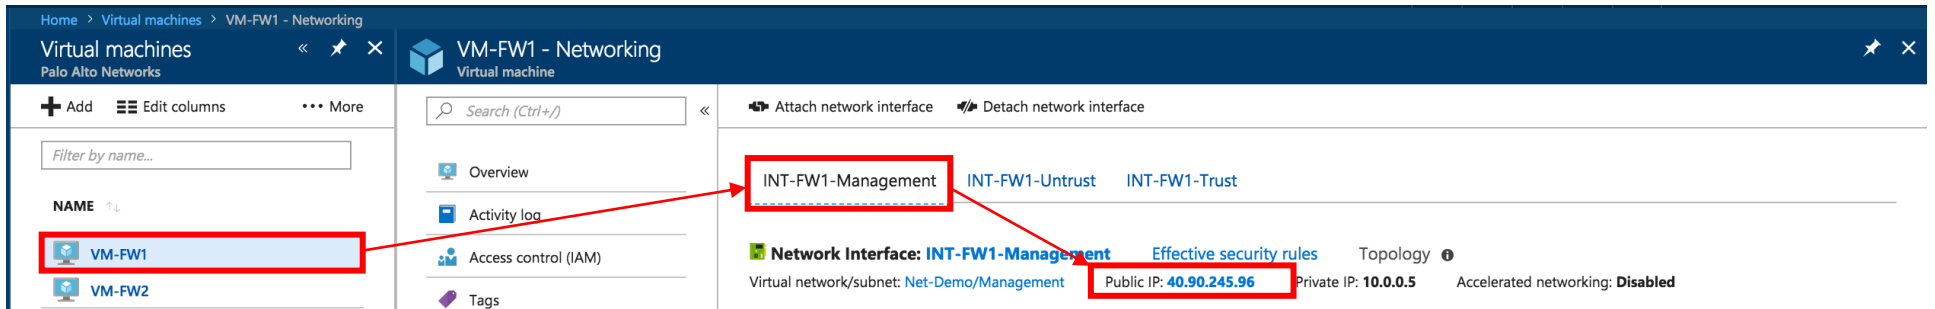 Home > Virtual machines > VM-FW1 - Networking
Virtual machines « ×
Palo Alto Networks
VM-FW1 - Networking ×
Virtual machine
Add Edit columns ••• More
Filter by name...
NAME ↑↓
VM-FW1
VM-FW2
Search (Ctrl+/) «
Overview
Activity log
Access control (IAM)
Tags
Attach network interface Detach network interface
INT-FW1-Management INT-FW1-Untrust INT-FW1-Trust
Network Interface: INT-FW1-Management Effective security rules Topology
Virtual network/subnet: Net-Demo/Management Public IP: 40.90.245.96 Private IP: 10.0.0.5 Accelerated networking: Disabled